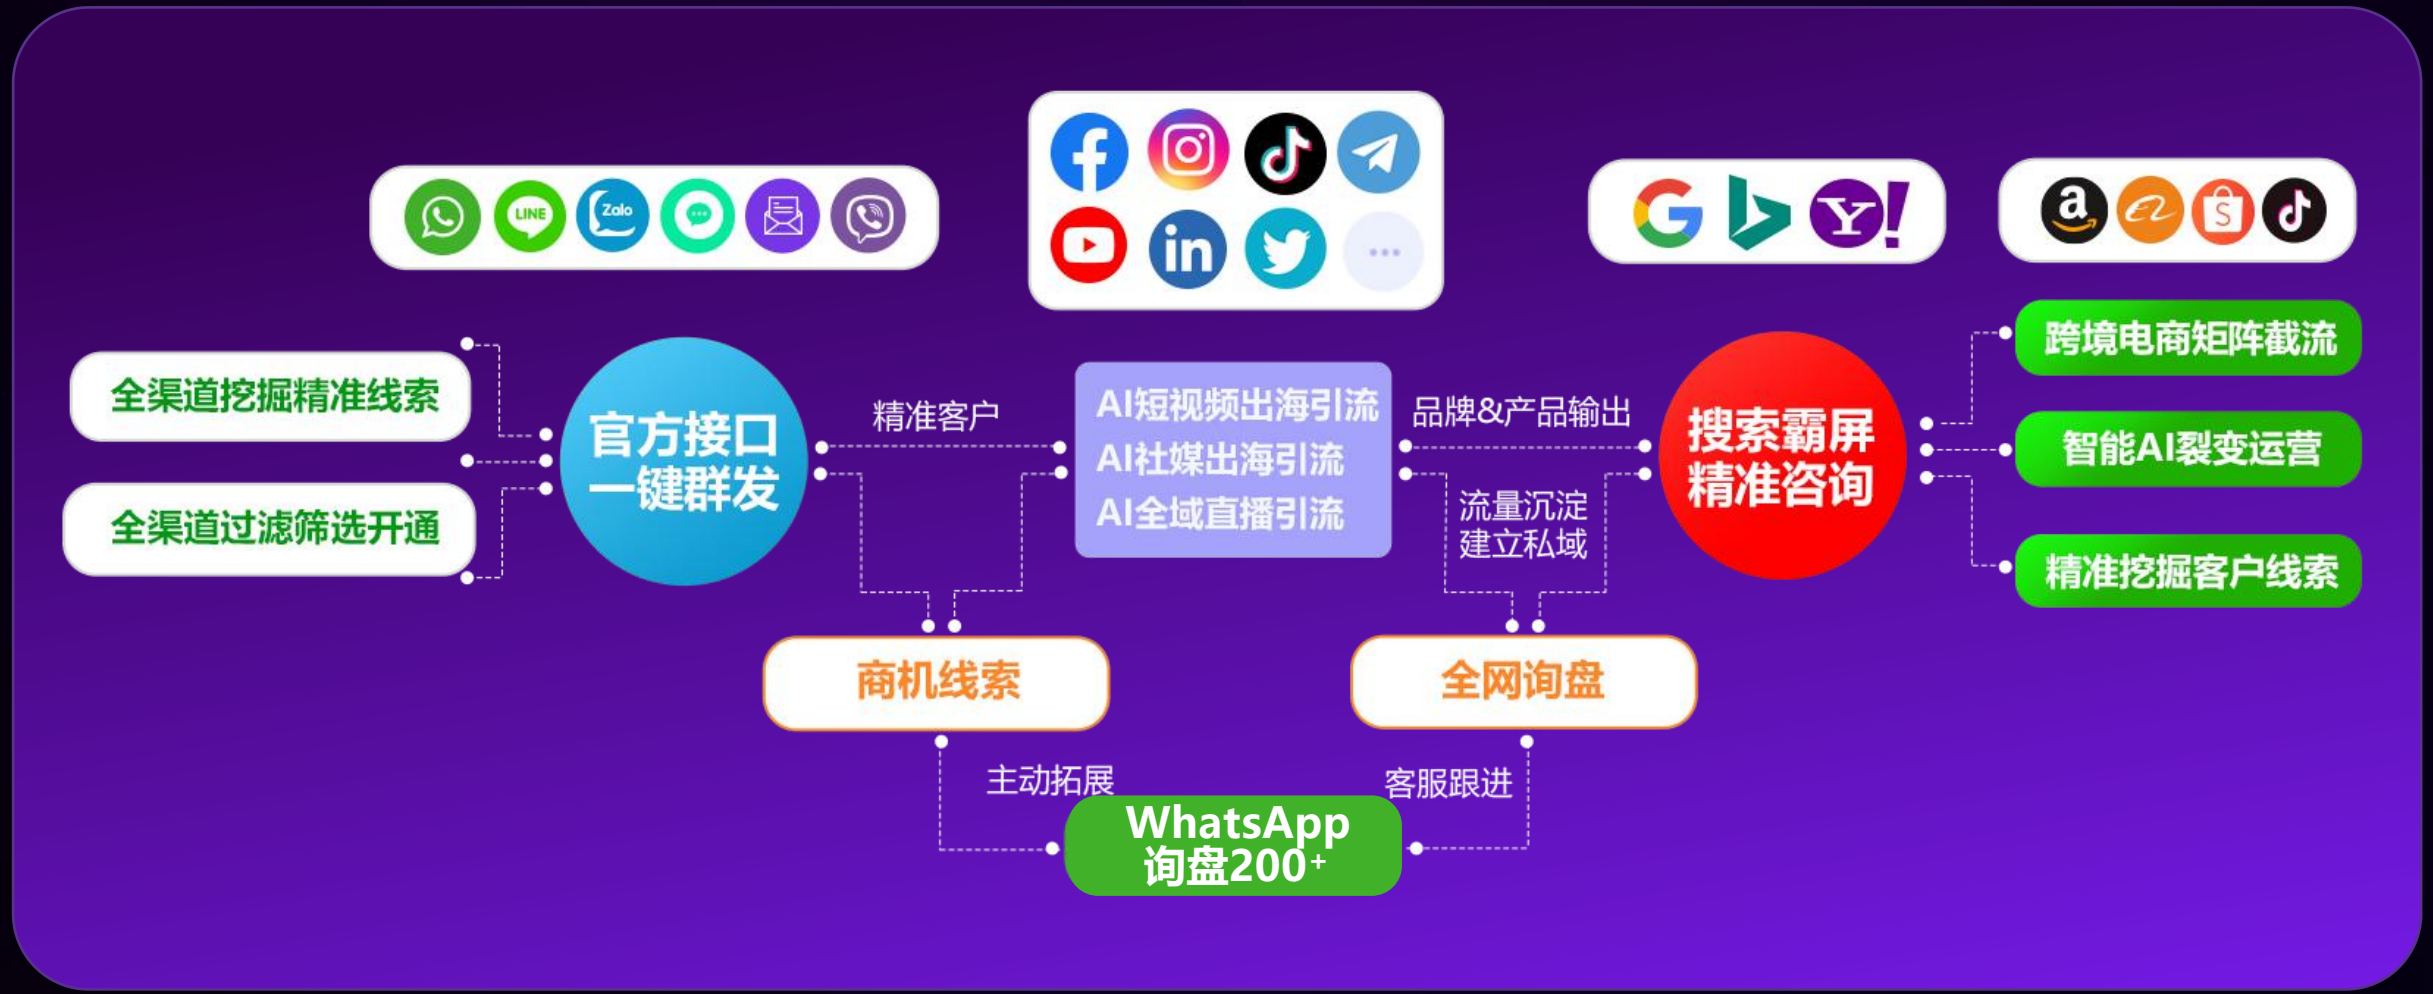 LINE
Zalo
全渠道挖掘精准线索
全渠道过滤筛选开通
官方接口
一键群发
精准客户
AI短视频出海引流
AI社媒出海引流
AI全域直播引流
品牌&产品输出
流量沉淀
建立私域
搜索霸屏
精准咨询
跨境电商矩阵截流
智能AI裂变运营
精准挖掘客户线索
商机线索
全网询盘
主动拓展
客服跟进
WhatsApp
询盘200+